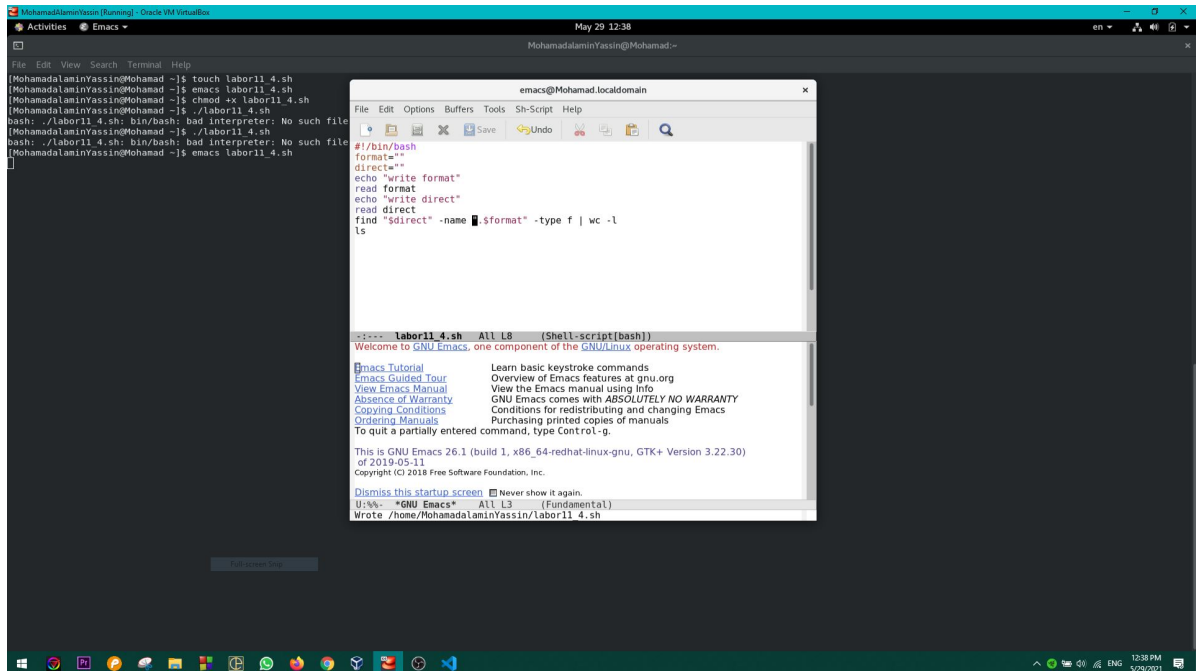 MohamadAlaminYassin [Running] - Oracle VM VirtualBox
Activities Emacs May 29 12:38 en
MohamadalaminYassin@Mohamad:~
File Edit View Search Terminal Help
[MohamadalaminYassin@Mohamad ~]$ touch labor11_4.sh
[MohamadalaminYassin@Mohamad ~]$ emacs labor11_4.sh
[MohamadalaminYassin@Mohamad ~]$ chmod +x labor11_4.sh
[MohamadalaminYassin@Mohamad ~]$ ./labor11_4.sh
bash: ./labor11_4.sh: bin/bash: bad interpreter: No such file
[MohamadalaminYassin@Mohamad ~]$ ./labor11_4.sh
bash: ./labor11_4.sh: bin/bash: bad interpreter: No such file
[MohamadalaminYassin@Mohamad ~]$ emacs labor11_4.sh
emacs@Mohamad.localdomain
File Edit Options Buffers Tools Sh-Script Help
Save Undo
#!/bin/bash
format=""
direct=""
echo "write format"
read format
echo "write direct"
read direct
find "$direct" -name .$format" -type f | wc -l
ls
-:--- labor11_4.sh All L8 (Shell-script[bash])
Welcome to GNU Emacs, one component of the GNU/Linux operating system.
Emacs Tutorial Learn basic keystroke commands
Emacs Guided Tour Overview of Emacs features at gnu.org
View Emacs Manual View the Emacs manual using Info
Absence of Warranty GNU Emacs comes with ABSOLUTELY NO WARRANTY
Copying Conditions Conditions for redistributing and changing Emacs
Ordering Manuals Purchasing printed copies of manuals
To quit a partially entered command, type Control-g.
This is GNU Emacs 26.1 (build 1, x86_64-redhat-linux-gnu, GTK+ Version 3.22.30)
of 2019-05-11
Copyright (C) 2018 Free Software Foundation, Inc.
Dismiss this startup screen Never show it again.
U:%%- *GNU Emacs* All L3 (Fundamental)
Wrote /home/MohamadalaminYassin/labor11_4.sh
Full-screen Snip
ENG 12:38 PM
5/29/2021